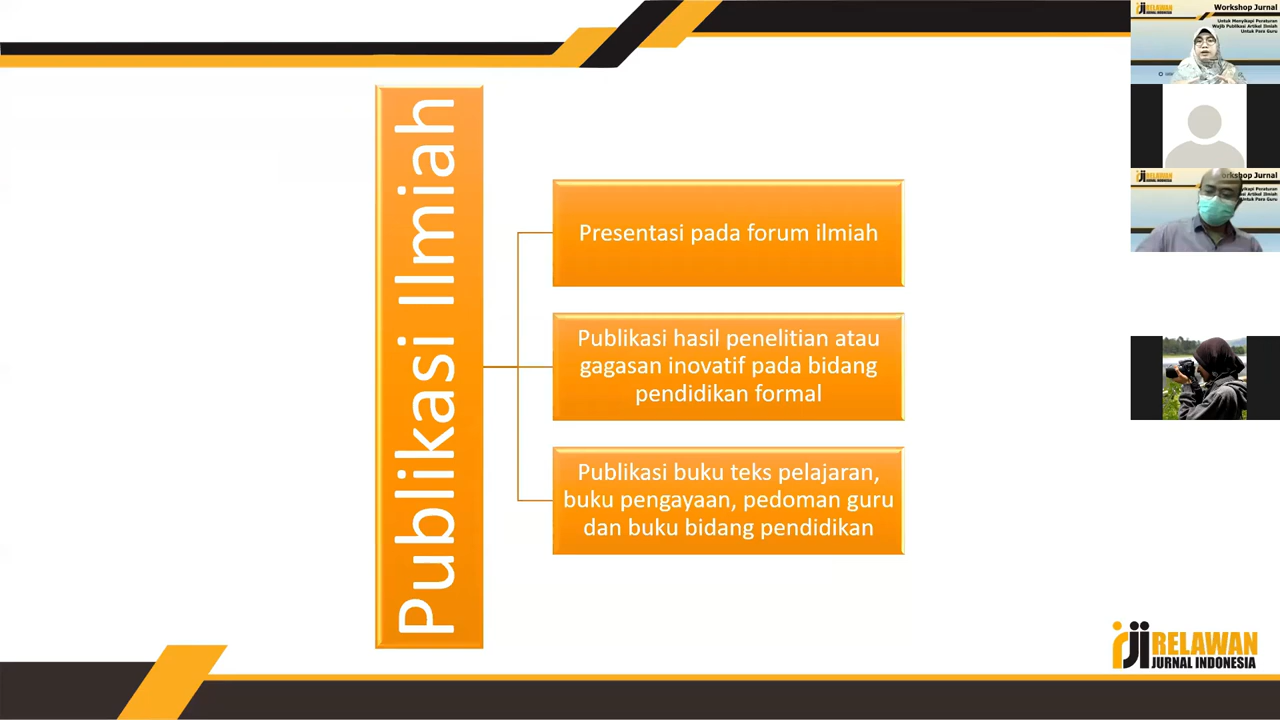 Publikasi Ilmiah
Presentasi pada forum ilmiah
Publikasi hasil penelitian atau
gagasan inovatif pada bidang
pendidikan formal
Publikasi buku teks pelajaran,
buku pengayaan, pedoman guru
dan buku bidang pendidikan
RELAWAN
JURNAL INDONESIA
RELAWAN
Workshop Jurnal
Untuk Menyikapi Peraturan
Wajib Publikasi Artikel Ilmiah
Untuk Para Guru
RELAWAN
Workshop Jurnal